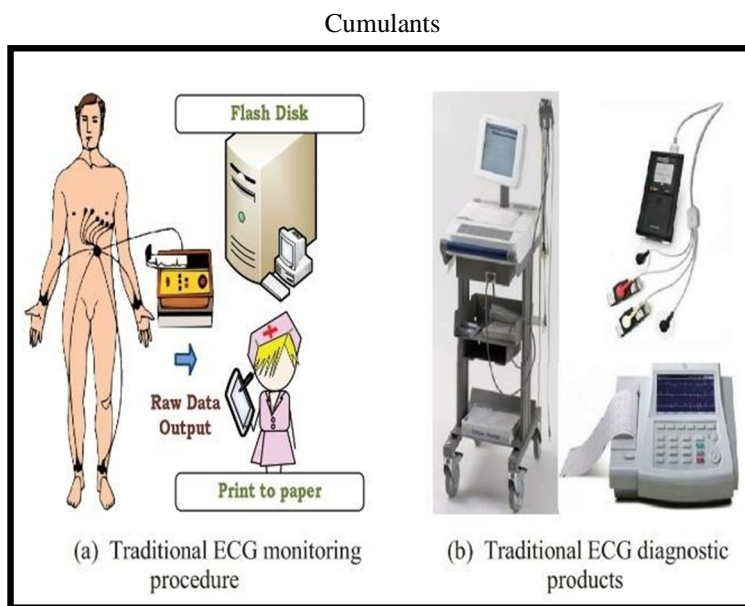 Cumulants
Flash Disk
Raw Data
Output
Print to paper
(a) Traditional ECG monitoring
procedure
(b) Traditional ECG diagnostic
products